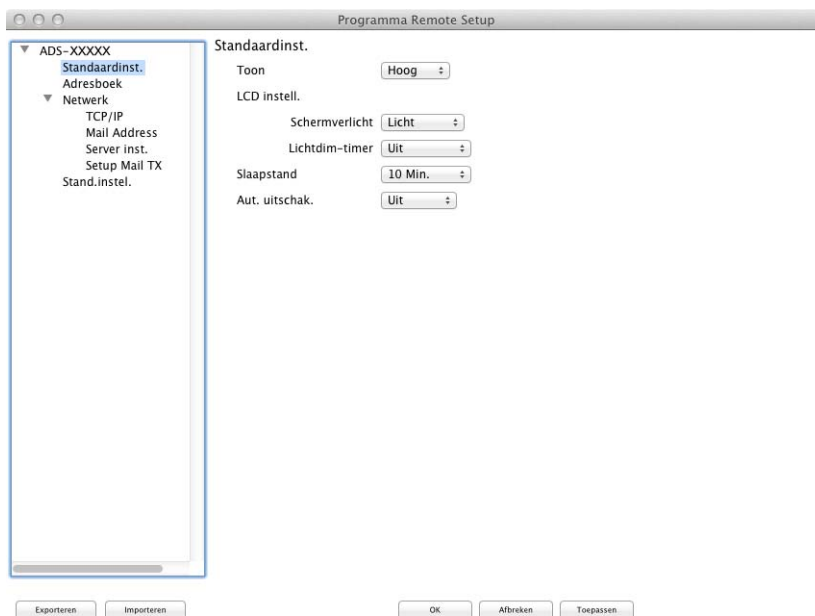 Programma Remote Setup
ADS-XXXXX
Standaardinst.
Adresboek
Netwerk
TCP/IP
Mail Address
Server inst.
Setup Mail TX
Stand.instel.
Standaardinst.
Toon Hoog
LCD instell.
Schermverlicht Licht
Lichtdim-timer Uit
Slaapstand 10 Min.
Aut. uitschak. Uit
Exporteren Importeren OK Afbreken Toepassen